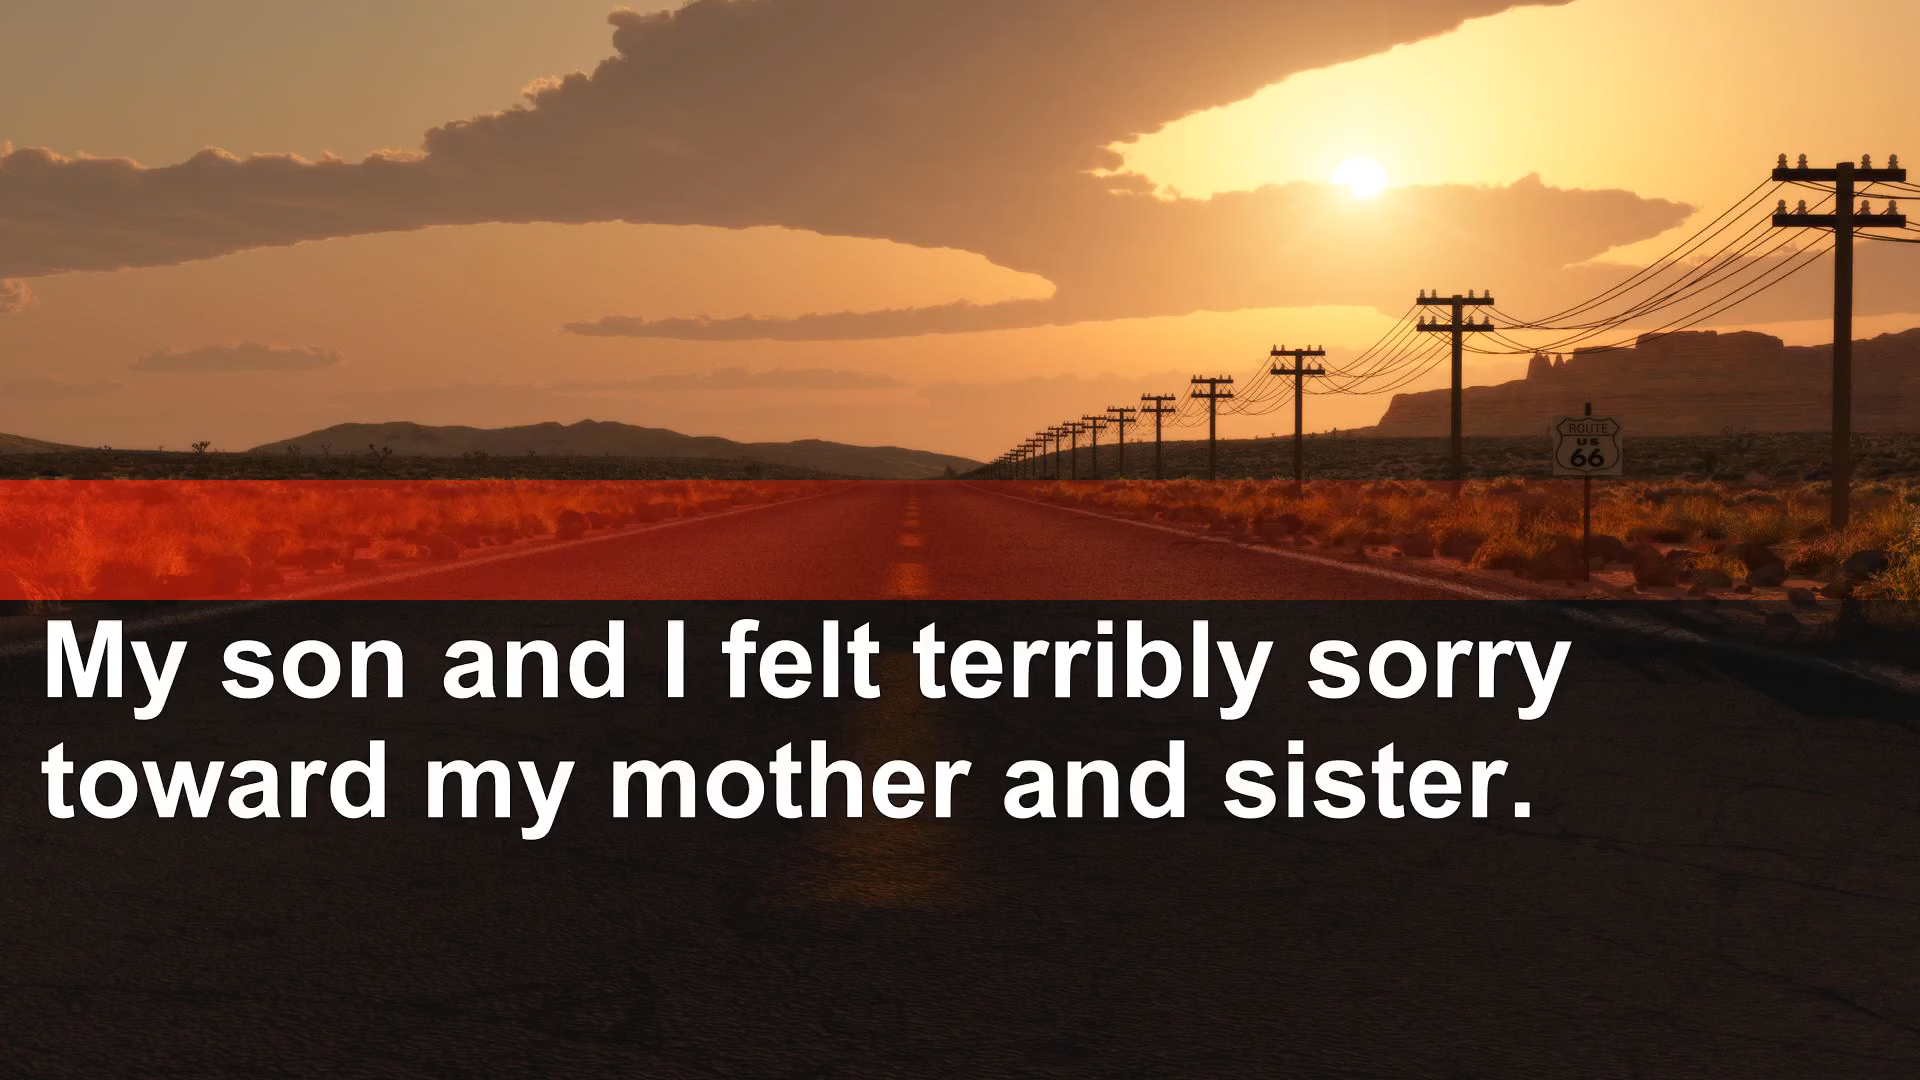 ROUTE
US
66
My son and I felt terribly sorry
toward my mother and sister.